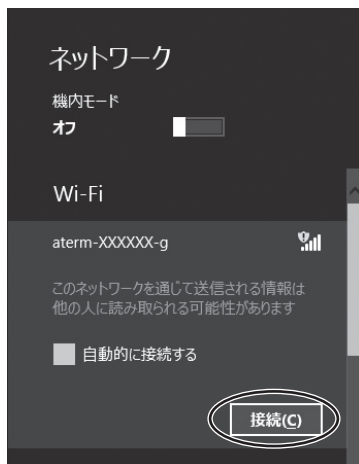 ネットワーク
機内モード
オフ
Wi-Fi
aterm-XXXXXX-g
このネットワークを通じて送信される情報は
他の人に読み取られる可能性があります
自動的に接続する
接続(C)